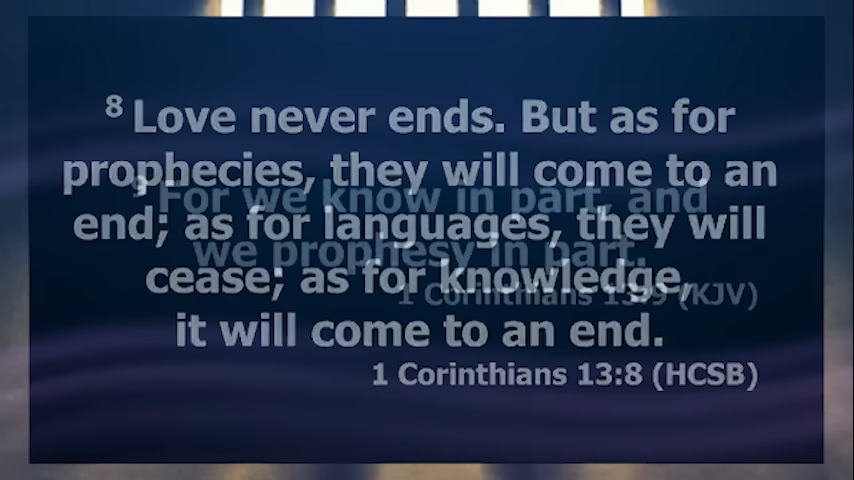 8 Love never ends. But as for
prophecies, they will come to an
end; as for languages, they will
cease; as for knowledge,
it will come to an end.
1 Corinthians 13:8 (HCSB)
9 For we know in part, and
we prophesy in part.
1 Corinthians 13:9 (KJV)